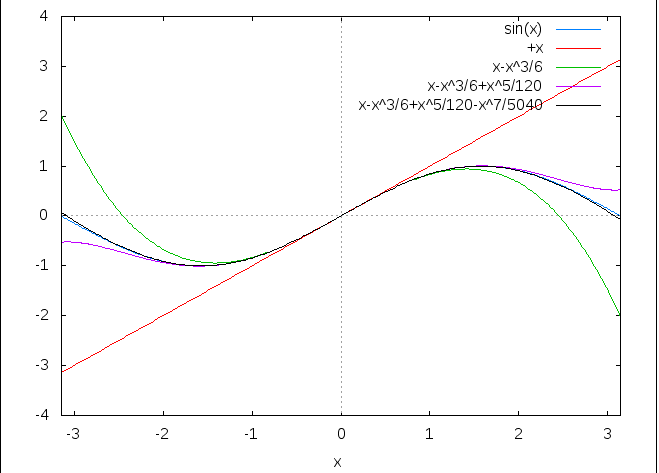 4
3
2
1
0
-1
-2
-3
-4
sin(x)
+x
x-x^3/6
x-x^3/6+x^5/120
x-x^3/6+x^5/120-x^7/5040
-3 -2 -1 0 1 2 3
x